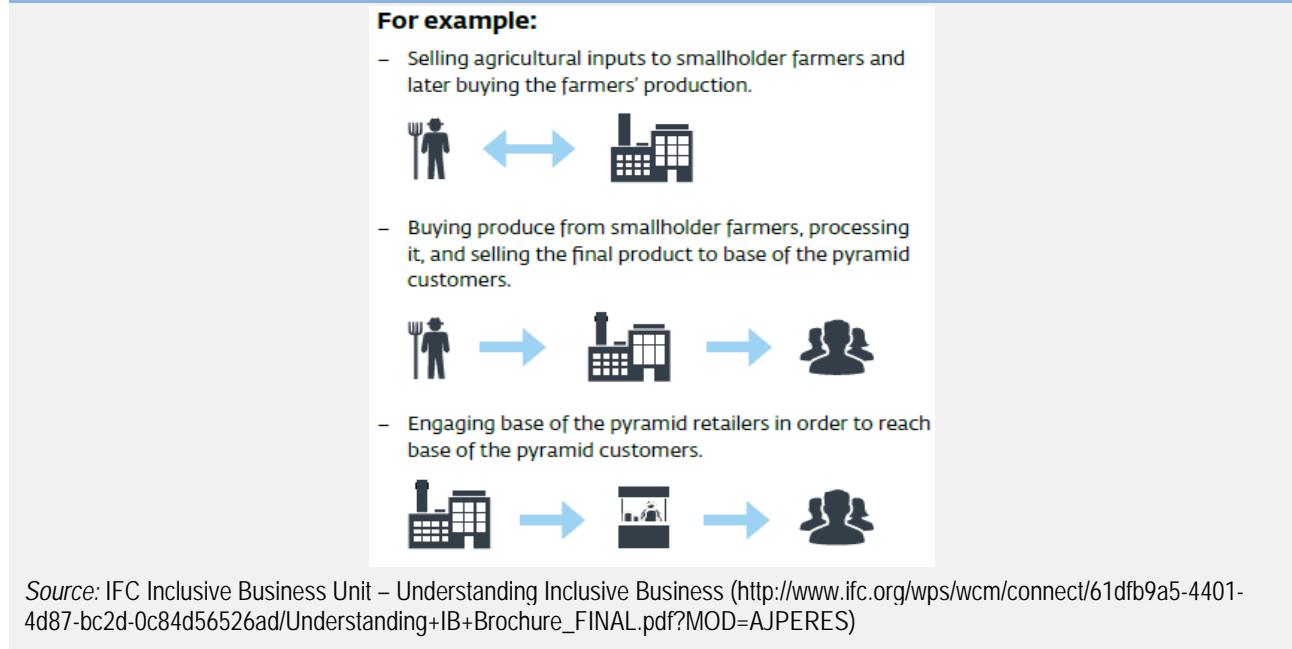 For example:
– Selling agricultural inputs to smallholder farmers and
later buying the farmers’ production.
– Buying produce from smallholder farmers, processing
it, and selling the final product to base of the pyramid
customers.
– Engaging base of the pyramid retailers in order to reach
base of the pyramid customers.
Source: IFC Inclusive Business Unit – Understanding Inclusive Business (http://www.ifc.org/wps/wcm/connect/61dfb9a5-4401-
4d87-bc2d-0c84d56526ad/Understanding+IB+Brochure_FINAL.pdf?MOD=AJPERES)